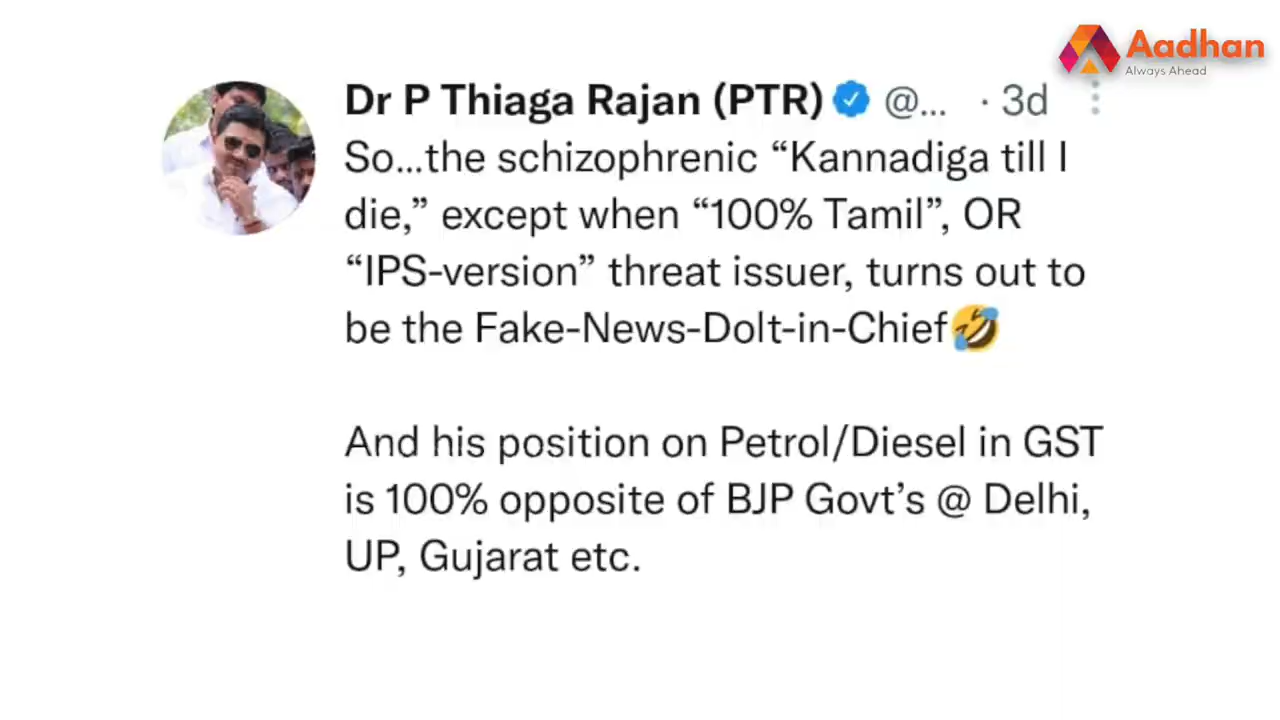 Aadhan
Always Ahead
Dr P Thiaga Rajan (PTR) @... · 3d
So...the schizophrenic “Kannadiga till I
die,” except when “100% Tamil”, OR
“IPS-version” threat issuer, turns out to
be the Fake-News-Dolt-in-Chief🤣
And his position on Petrol/Diesel in GST
is 100% opposite of BJP Govt’s @ Delhi,
UP, Gujarat etc.